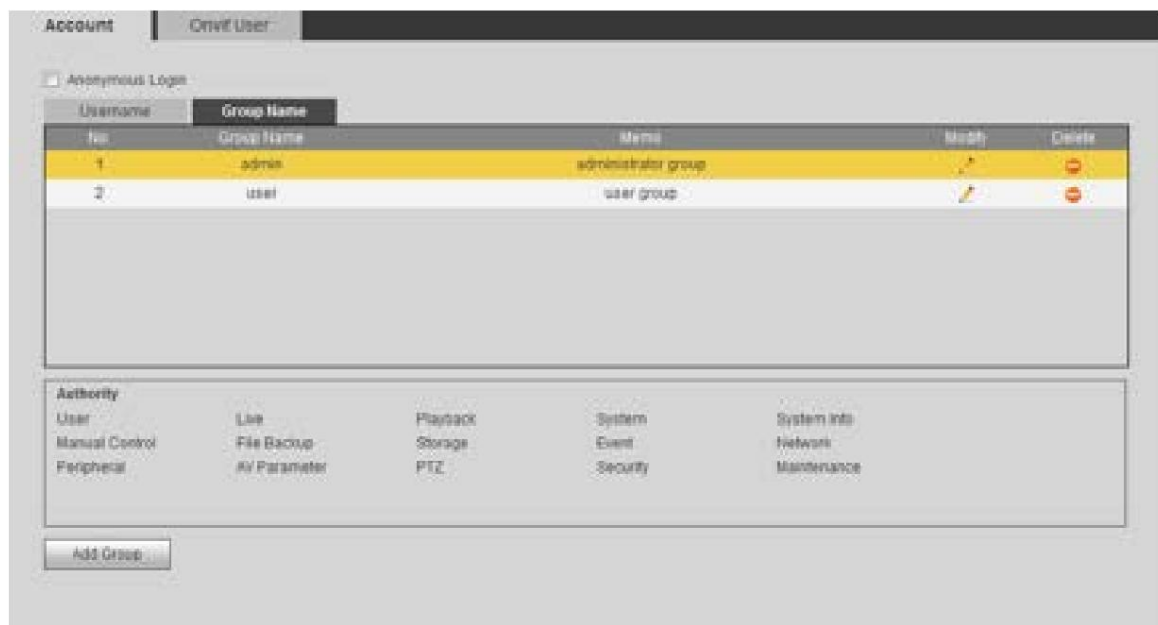 Account Onvif User
Anonymous Login
Username Group Name
No. Group Name Memo Modify Delete
1 admin administrator group
2 user user group
Authority
User Live Playback System System Info
Manual Control File Backup Storage Event Network
Peripheral AV Parameter PTZ Security Maintenance
Add Group